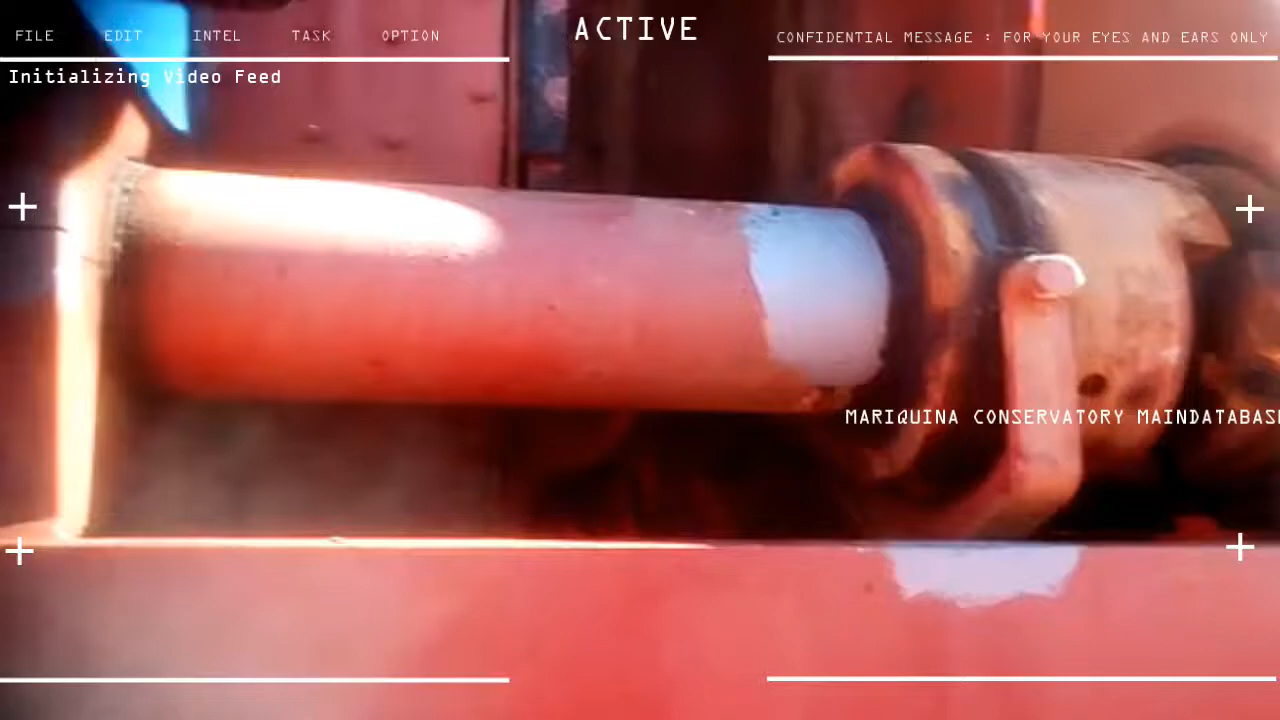 FILE EDIT INTEL TASK OPTION
ACTIVE
CONFIDENTIAL MESSAGE : FOR YOUR EYES AND EARS ONLY
Initializing Video Feed
MARIQUINA CONSERVATORY MAINDATABASE